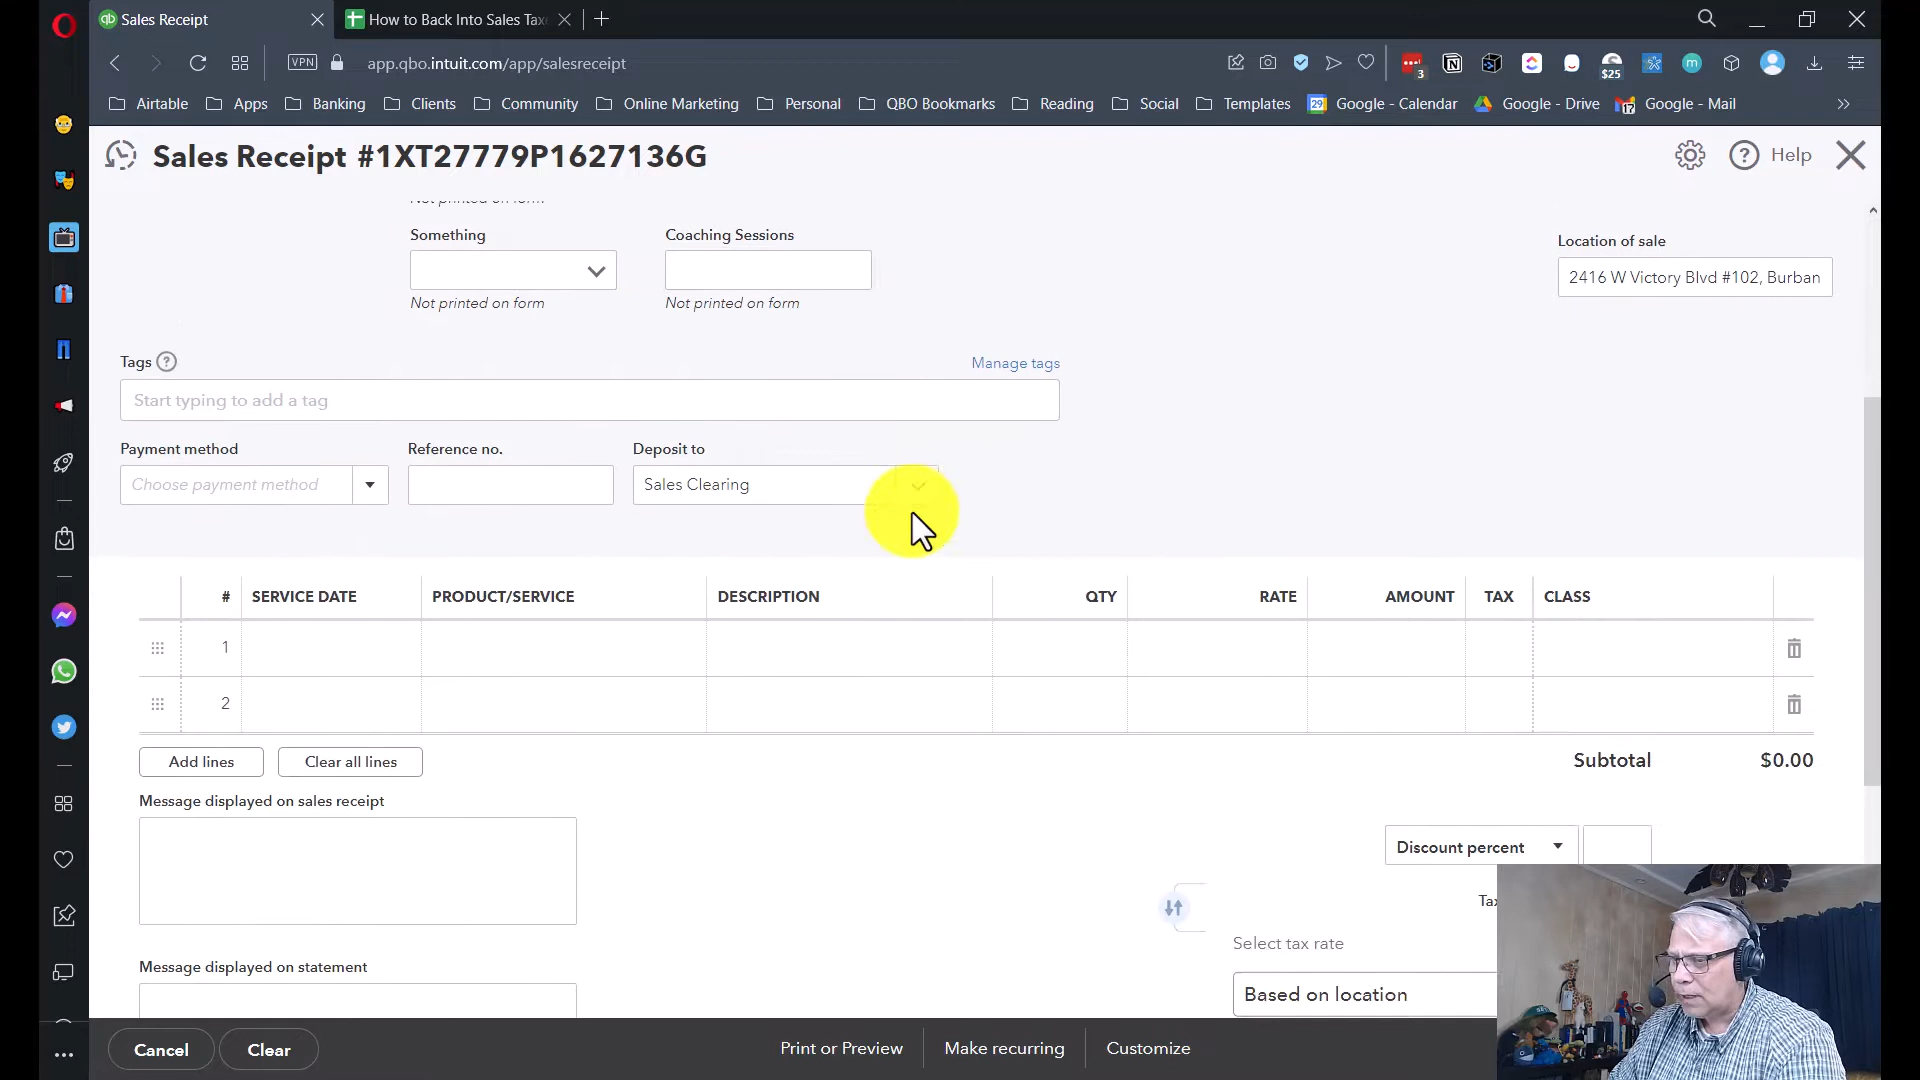 Sales Receipt
How to Back Into Sales Tax
VPN
app.qbo.intuit.com/app/salesreceipt
3
$25
Airtable
Apps
Banking
Clients
Community
Online Marketing
Personal
QBO Bookmarks
Reading
Social
Templates
29
Google - Calendar
Google - Drive
17
Google - Mail
Sales Receipt #1XT27779P1627136G
Help
Not printed on form
Something
Coaching Sessions
Location of sale
2416 W Victory Blvd #102, Burban
Not printed on form
Not printed on form
Tags
Manage tags
Start typing to add a tag
Payment method
Reference no.
Deposit to
Choose payment method
Sales Clearing
# SERVICE DATE PRODUCT/SERVICE DESCRIPTION QTY RATE AMOUNT TAX CLASS
1
2
Add lines
Clear all lines
Subtotal $0.00
Message displayed on sales receipt
Discount percent
Select tax rate
Message displayed on statement
Based on location
Cancel
Clear
Print or Preview
Make recurring
Customize